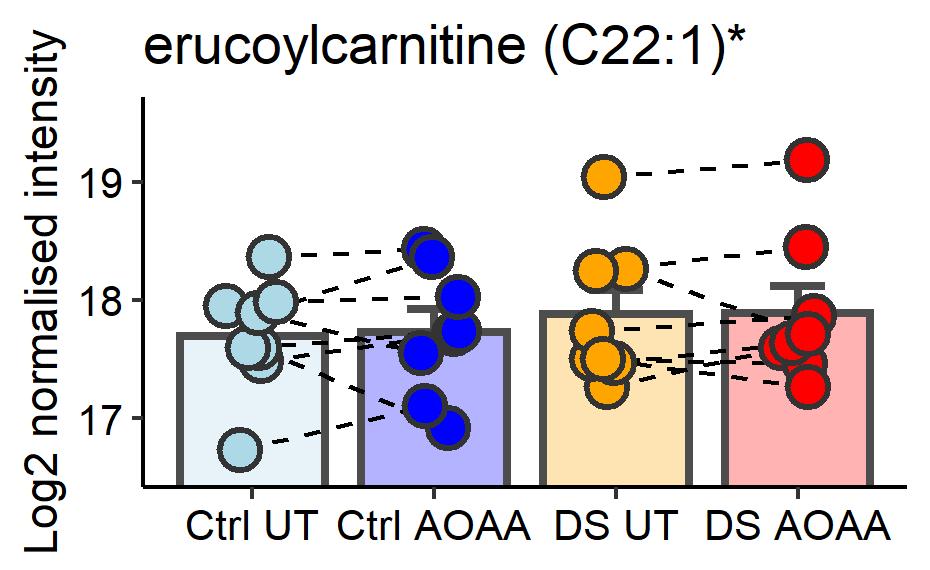 erucoylcarnitine (C22:1)*
Log2 normalised intensity
19
18
17
Ctrl UT Ctrl AOAA DS UT DS AOAA